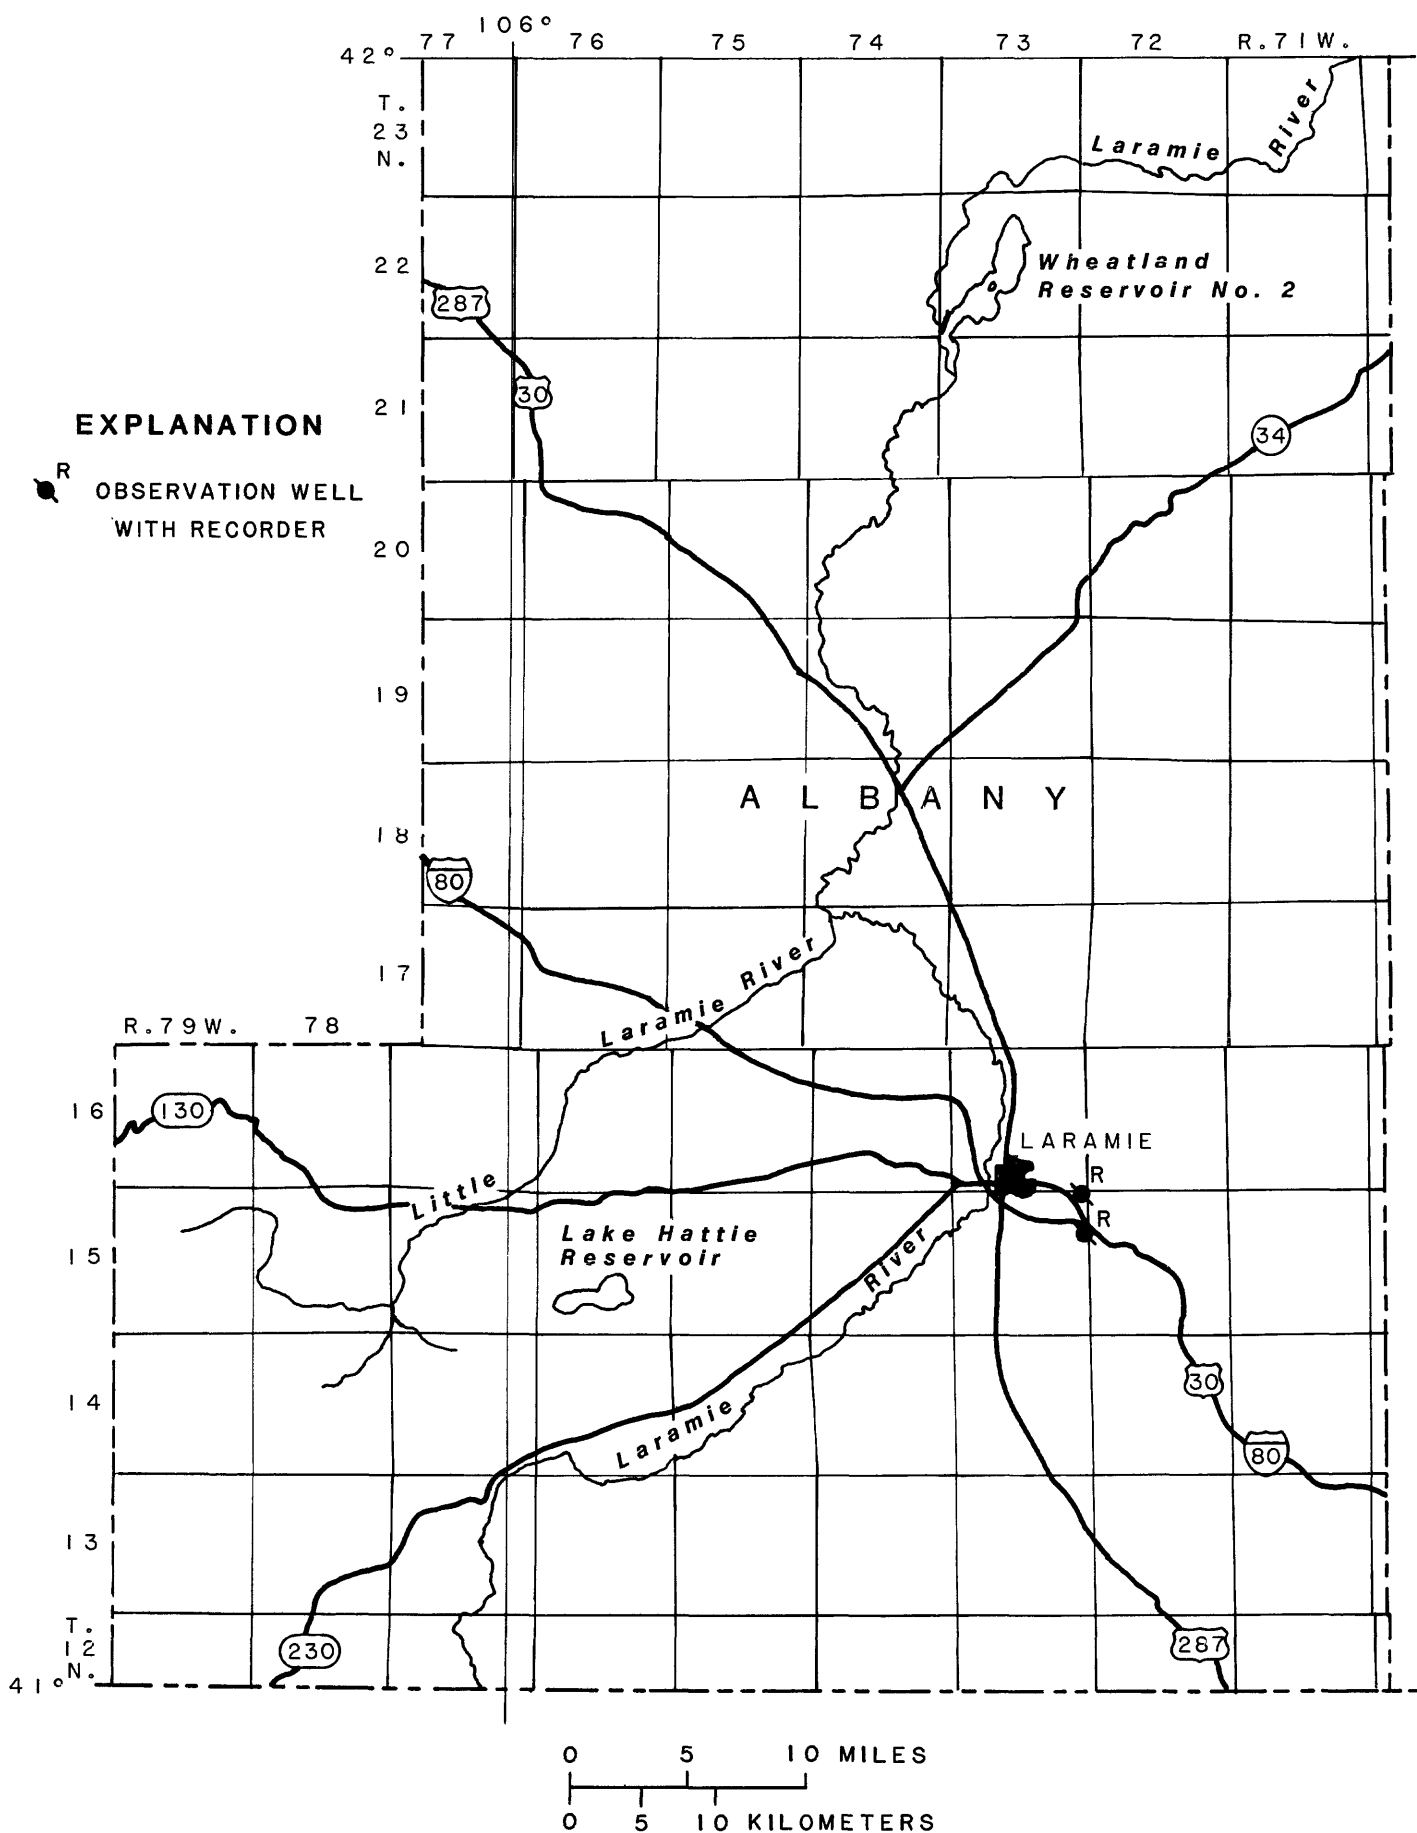 106°
42° 77 76 75 74 73 72 R.71W.
T.
23
N.
Laramie River
22
Wheatland
Reservoir No. 2
287
30
21
34
EXPLANATION
R
OBSERVATION WELL
WITH RECORDER
20
19
ALBANY
18
80
17
Laramie River
R.79W. 78
16
130
LARAMIE
R
Little
R
Lake Hattie
Reservoir
15
River
30
14
Laramie
80
13
T.
12
N.
230
287
41°
0 5 10 MILES
0 5 10 KILOMETERS